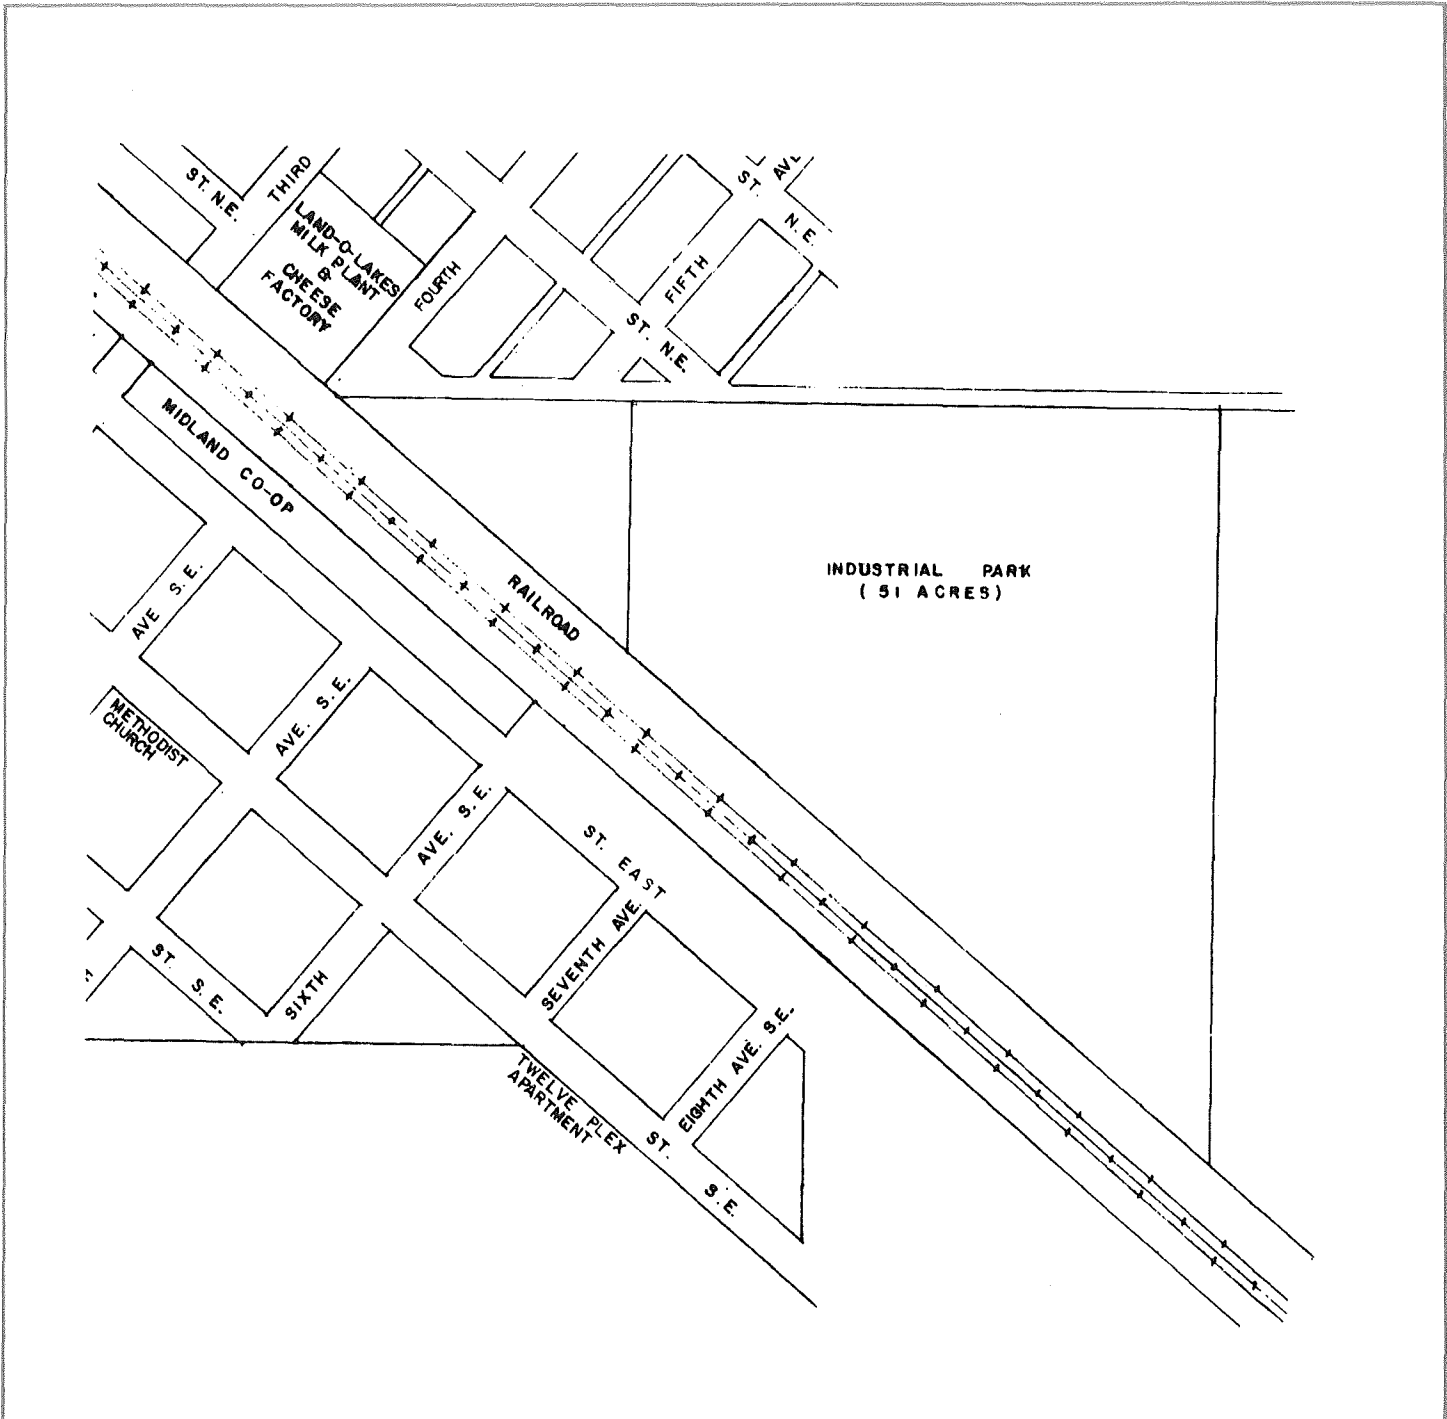 ST. N.E.
THIRD
LAND-O-LAKES
MILK PLANT
&
CHEESE
FACTORY
FOURTH
AVE
ST. N.E.
FIFTH
ST. N.E.
MIDLAND CO-OP
RAILROAD
INDUSTRIAL PARK
(51 ACRES)
AVE S.E.
AVE. S.E.
METHODIST
CHURCH
AVE. S.E.
ST. EAST
SEVENTH AVE.
ST. S.E.
SIXTH
EIGHTH AVE. S.E.
TWELVE PLEX
APARTMENT
ST. S.E.